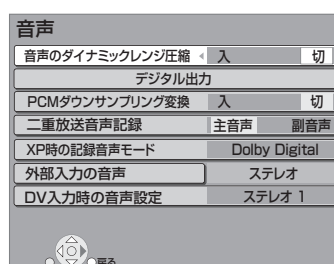 音声
音声のダイナミックレンジ圧縮 入 切
デジタル出力
PCMダウンサンプリング変換 入 切
二重放送音声記録 主音声 副音声
XP時の記録音声モード Dolby Digital
外部入力の音声 ステレオ
DV入力時の音声設定 ステレオ 1
戻る